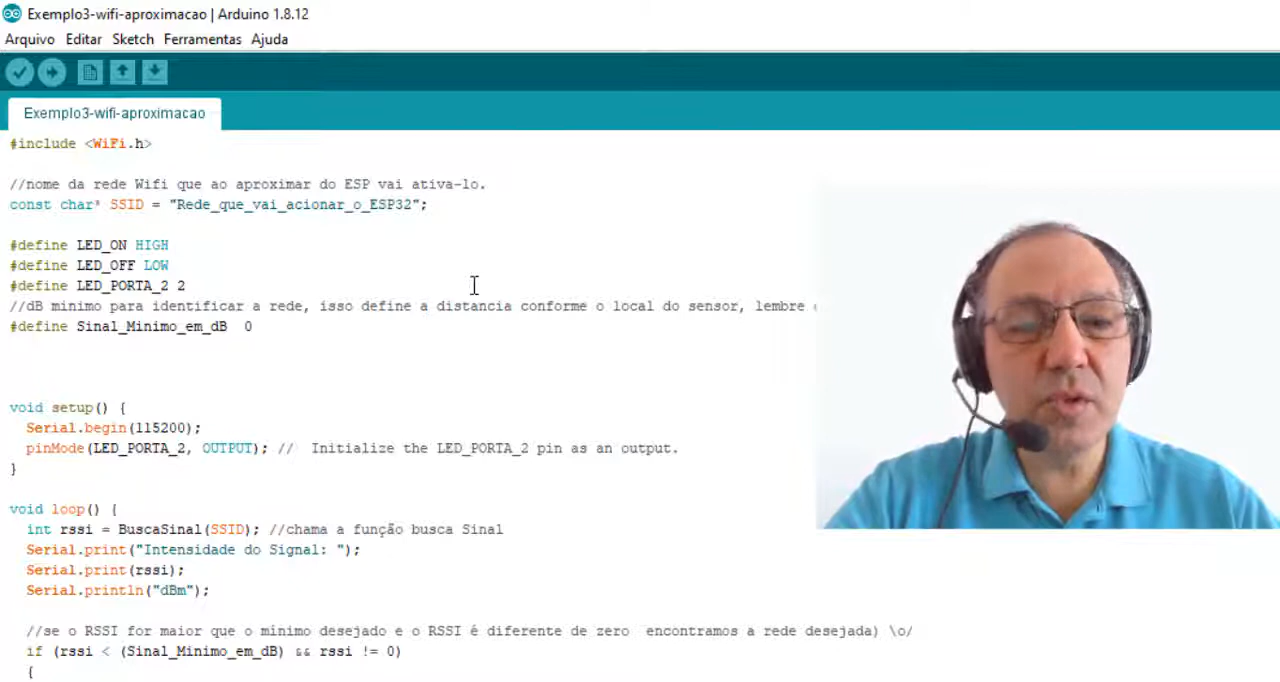 Exemplo3-wifi-aproximacao | Arduino 1.8.12
Arquivo Editar Sketch Ferramentas Ajuda
Exemplo3-wifi-aproximacao
#include <WiFi.h>
//nome da rede Wifi que ao aproximar do ESP vai ativa-lo.
const char* SSID = "Rede_que_vai_acionar_o_ESP32";
#define LED_ON HIGH
#define LED_OFF LOW
#define LED_PORTA_2 2
//dB minimo para identificar a rede, isso define a distancia conforme o local do sensor, lembre
#define Sinal_Minimo_em_dB 0
void setup() {
Serial.begin(115200);
pinMode(LED_PORTA_2, OUTPUT); // Initialize the LED_PORTA_2 pin as an output.
}
void loop() {
int rssi = BuscaSinal(SSID); //chama a função busca Sinal
Serial.print("Intensidade do Signal: ");
Serial.print(rssi);
Serial.println("dBm");
//se o RSSI for maior que o mínimo desejado e o RSSI é diferente de zero encontramos a rede desejada) \o/
if (rssi < (Sinal_Minimo_em_dB) && rssi != 0)
{